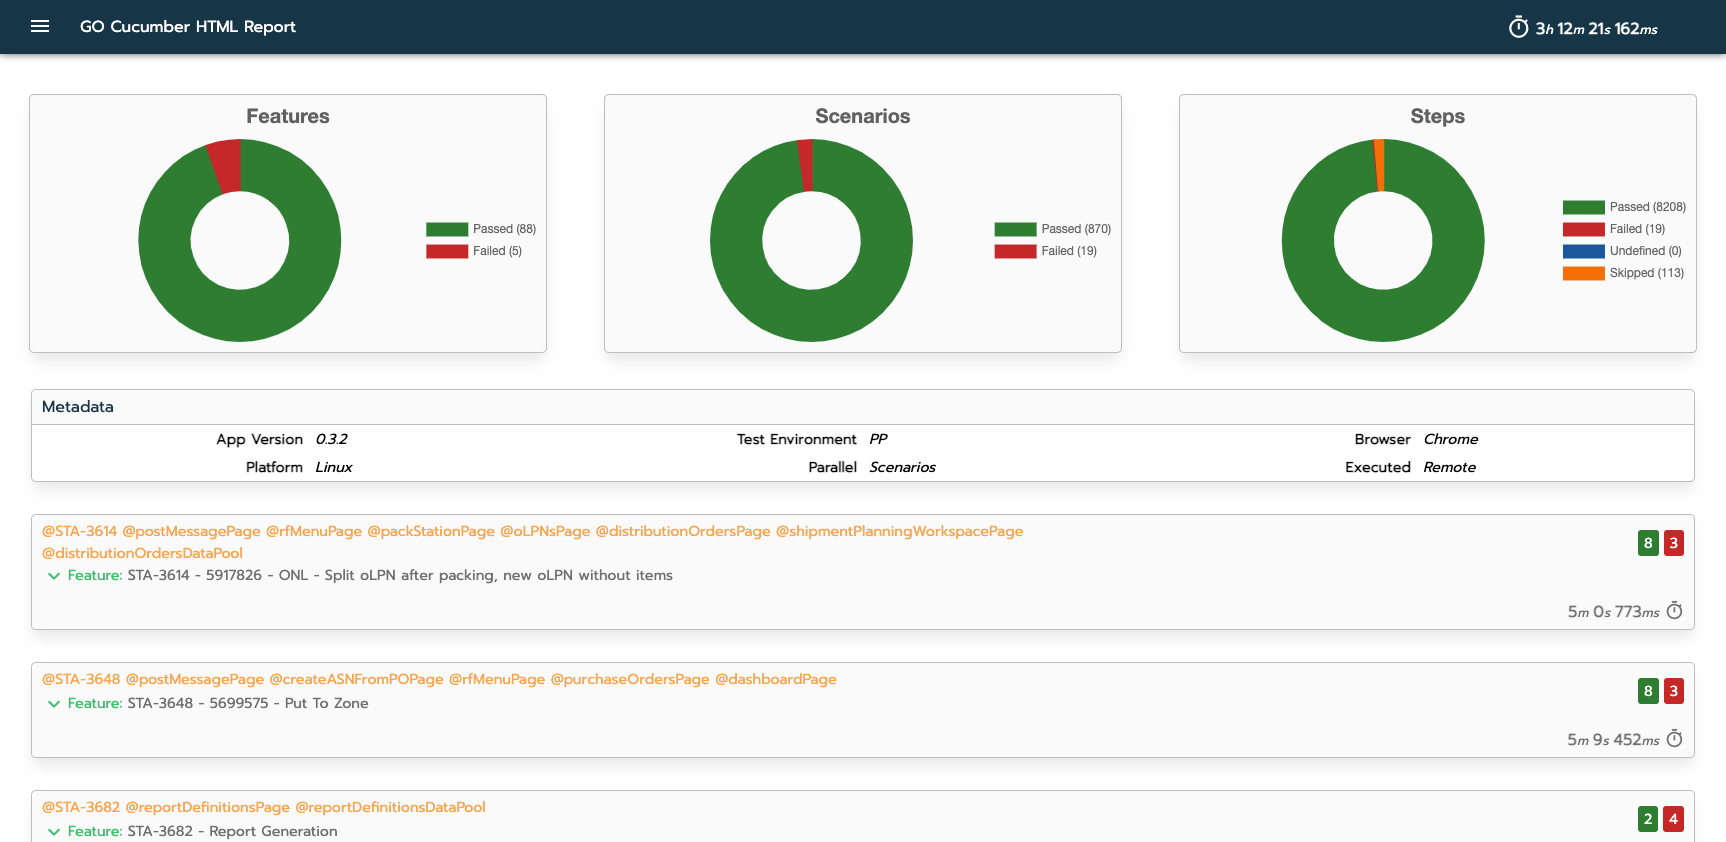 GO Cucumber HTML Report
3h 12m 21s 162ms
Features
Passed (88)
Failed (5)
Scenarios
Passed (870)
Failed (19)
Steps
Passed (8208)
Failed (19)
Undefined (0)
Skipped (113)
Metadata
App Version 0.3.2
Test Environment PP
Browser Chrome
Platform Linux
Parallel Scenarios
Executed Remote
@STA-3614 @postMessagePage @rfMenuPage @packStationPage @oLPNsPage @distributionOrdersPage @shipmentPlanningWorkspacePage
@distributionOrdersDataPool
8 3
Feature: STA-3614 - 5917826 - ONL - Split oLPN after packing, new oLPN without items
5m 0s 773ms
@STA-3648 @postMessagePage @createASNFromPOPage @rfMenuPage @purchaseOrdersPage @dashboardPage
8 3
Feature: STA-3648 - 5699575 - Put To Zone
5m 9s 452ms
@STA-3682 @reportDefinitionsPage @reportDefinitionsDataPool
2 4
Feature: STA-3682 - Report Generation